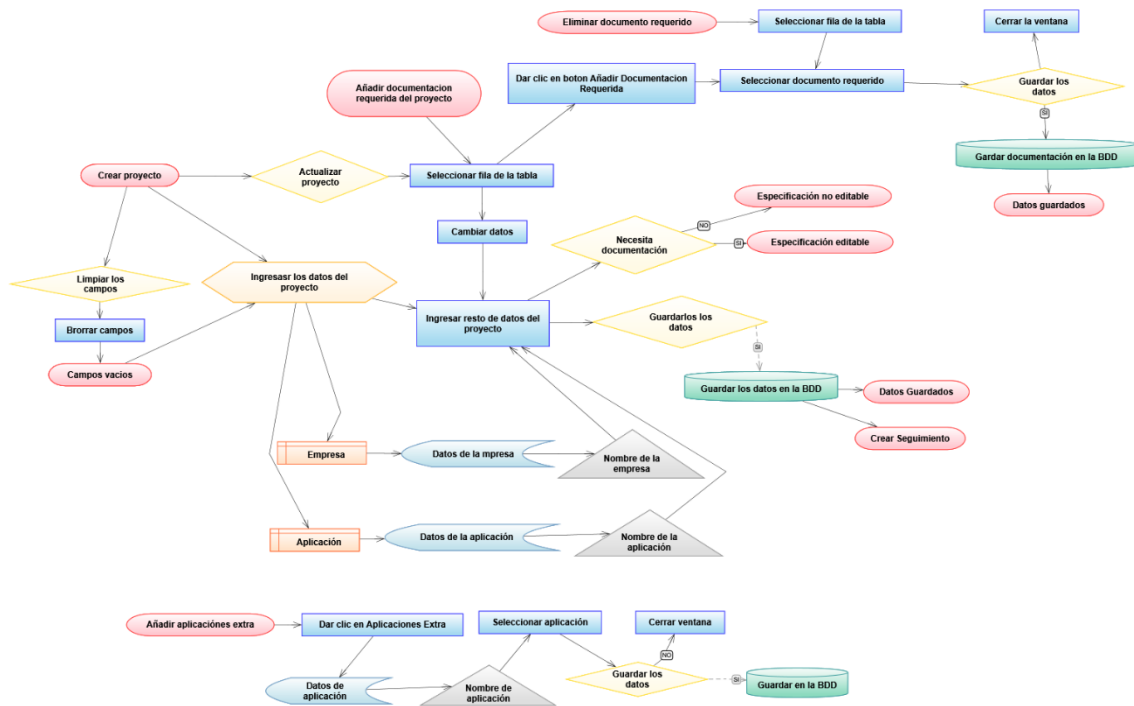 Eliminar documento requerido
Seleccionar fila de la tabla
Cerrar la ventana
Añadir documentacion
requerida del proyecto
Dar clic en boton Añadir Documentacion
Requerida
Seleccionar documento requerido
Guardar los
datos
SI
Gardar documentación en la BDD
Datos guardados
Crear proyecto
Actualizar
proyecto
Seleccionar fila de la tabla
Cambiar datos
Necesita
documentación
NO
Especificación no editable
SI
Especificación editable
Limpiar los
campos
Ingresasr los datos del
proyecto
Brorrar campos
Campos vacios
Ingresar resto de datos del
proyecto
Guardarlos los
datos
SI
Guardar los datos en la BDD
Datos Guardados
Crear Seguimiento
Empresa
Datos de la mpresa
Nombre de la
empresa
Aplicación
Datos de la aplicación
Nombre de la
aplicación
Añadir aplicaciónes extra
Dar clic en Aplicaciones Extra
Seleccionar aplicación
Cerrar ventana
NO
Datos de
aplicación
Nombre de
aplicación
Guardar los
datos
SI
Guardar en la BDD